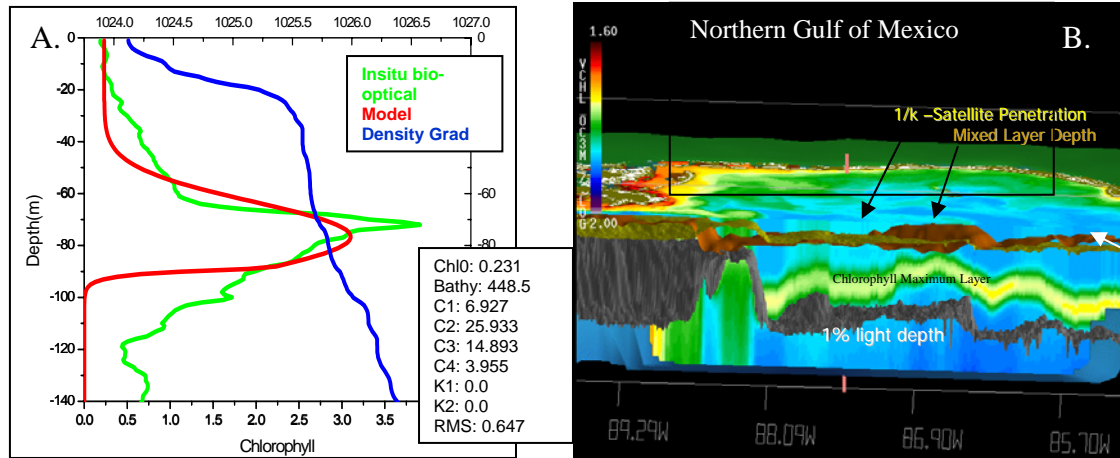 A.
1024.0 1024.5 1025.0 1025.5 1026.0 1026.5 1027.0
0
-20
-40
-60
-80
-100
-120
-140
Depth(m)
0
-60
-80
0.0 0.5 1.0 1.5 2.0 2.5 3.0 3.5
Chlorophyll
Insitu bio-
optical
Model
Density Grad
Chl0: 0.231
Bathy: 448.5
C1: 6.927
C2: 25.933
C3: 14.893
C4: 3.955
K1: 0.0
K2: 0.0
RMS: 0.647
Northern Gulf of Mexico
B.
1.60
-2.00
1/k –Satellite Penetration
Mixed Layer Depth
Chlorophyll Maximum Layer
1% light depth
89.29W 88.09W 86.90W 85.70W